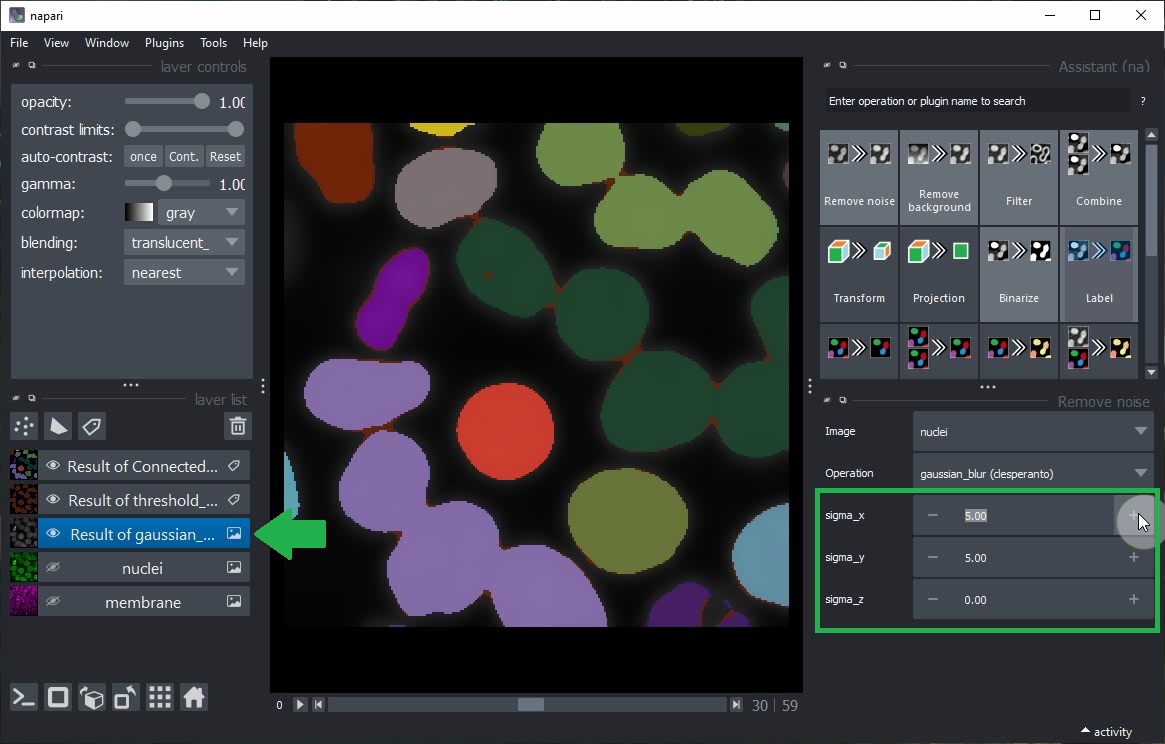 napari
File View Window Plugins Tools Help
layer controls
opacity: 1.00
contrast limits:
auto-contrast: once Cont. Reset
gamma: 1.00
colormap: gray
blending: translucent_
interpolation: nearest
layer list
Result of Connected...
Result of threshold_...
Result of gaussian_...
nuclei
membrane
0 30 | 59
Assistant (na)
Enter operation or plugin name to search ?
Remove noise
Remove background
Filter
Combine
Transform
Projection
Binarize
Label
Remove noise
Image nuclei
Operation gaussian_blur (desperanto)
sigma_x − 5.00 +
sigma_y − 5.00 +
sigma_z − 0.00 +
activity